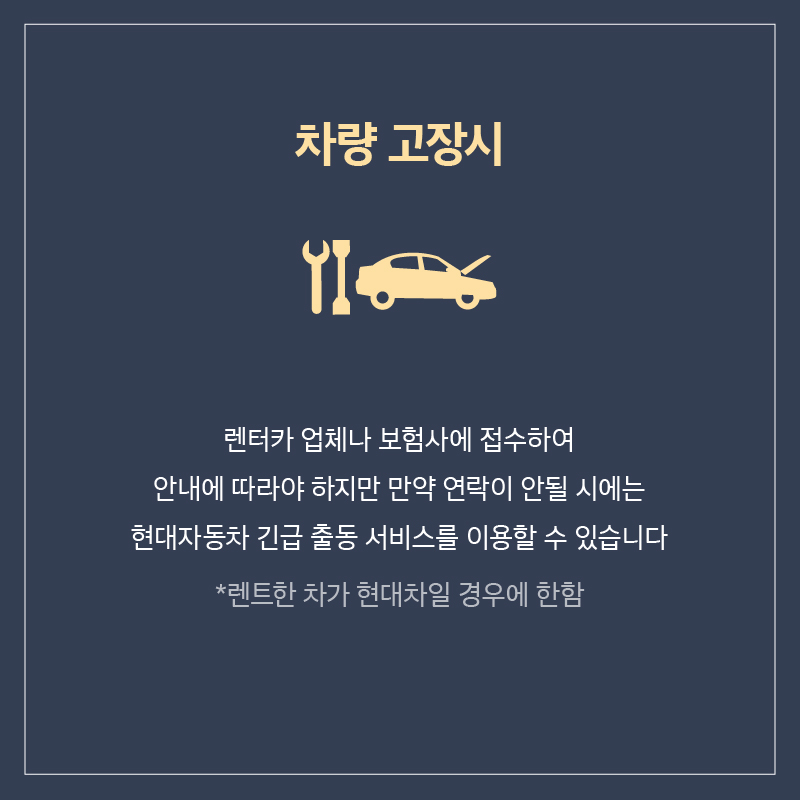 차량 고장시
렌터카 업체나 보험사에 접수하여
안내에 따라야 하지만 만약 연락이 안될 시에는
현대자동차 긴급 출동 서비스를 이용할 수 있습니다
*렌트한 차가 현대차일 경우에 한함